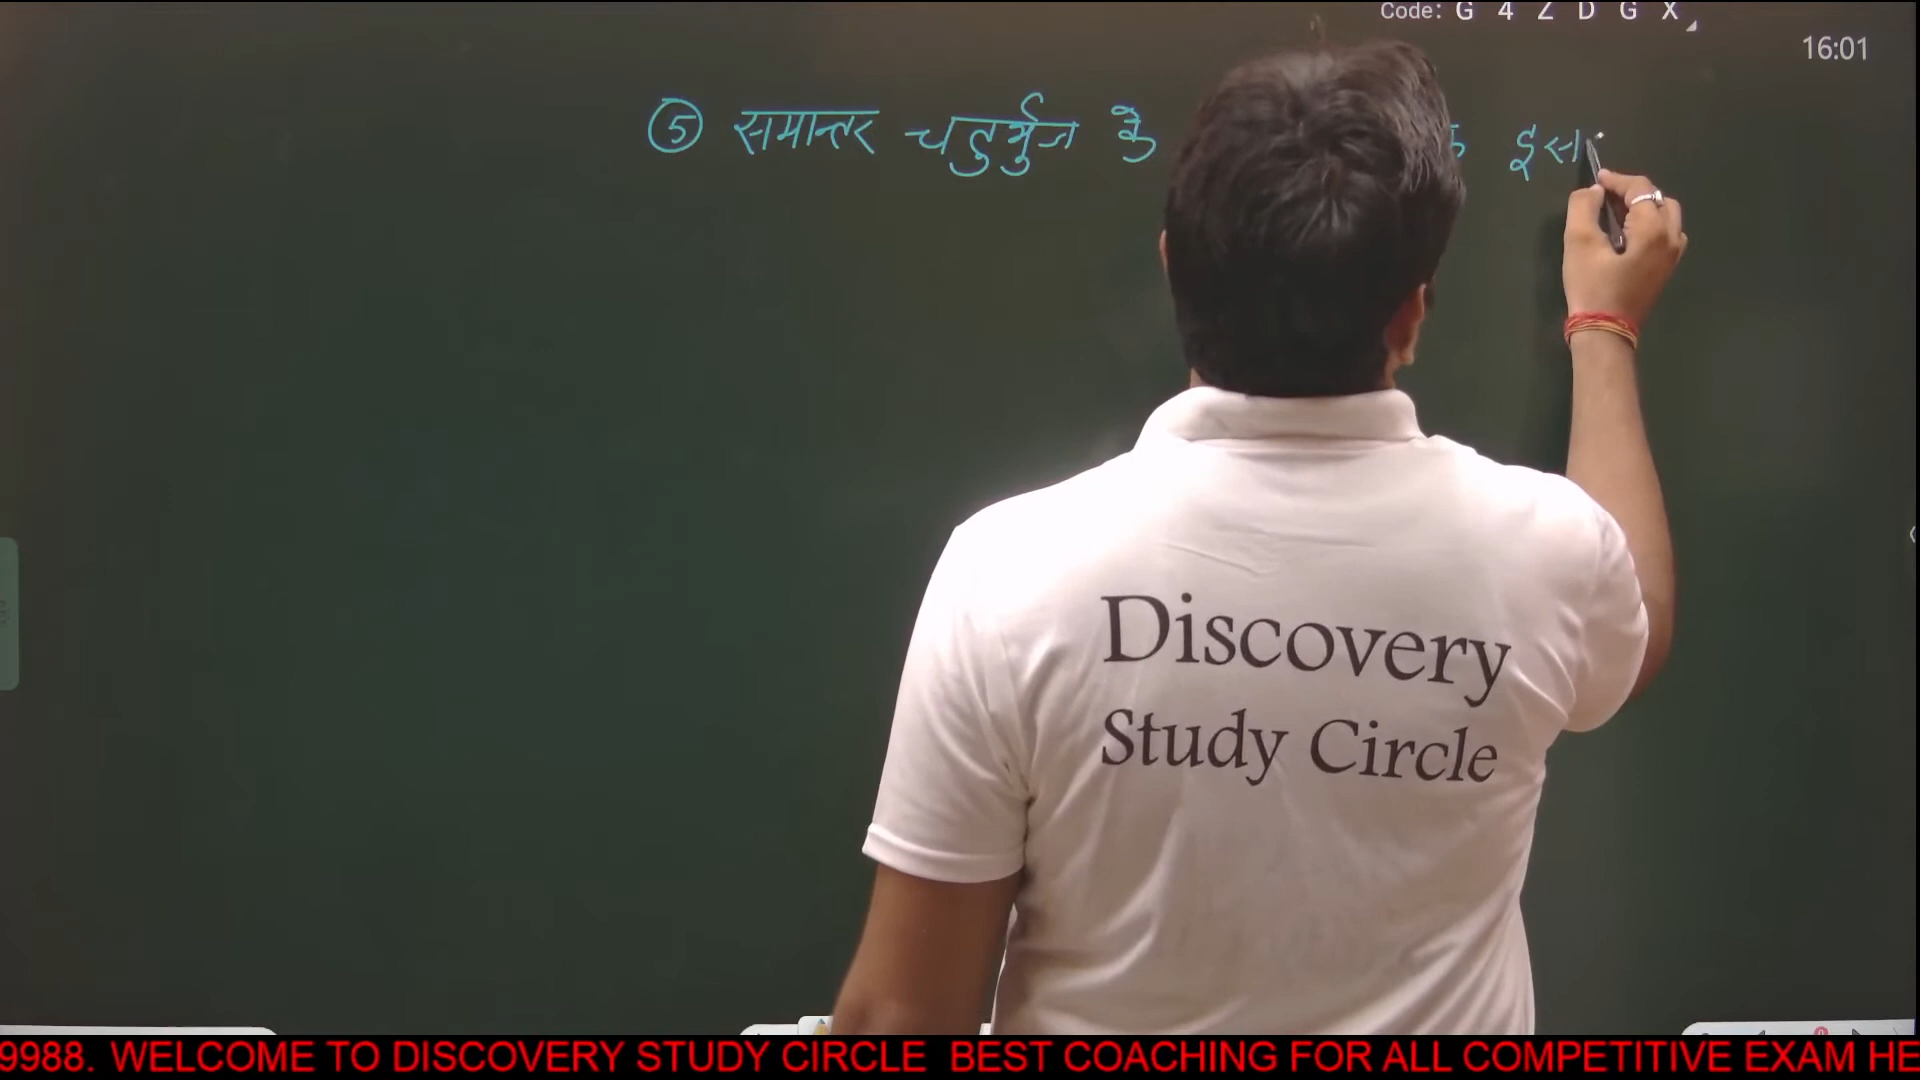 Code: G 4 Z D G X
16:01
⑤ समान्तर चतुर्भुज के इस
Discovery
Study Circle
9988. WELCOME TO DISCOVERY STUDY CIRCLE BEST COACHING FOR ALL COMPETITIVE EXAM HE